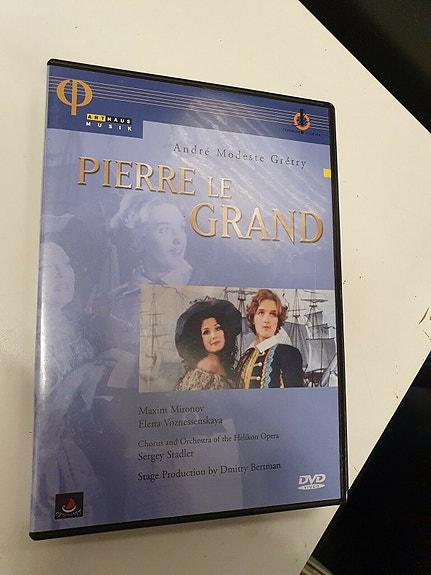 ARTHAUS
MUSIK
André Modeste Grétry
PIERRE LE
GRAND
Maxim Mironov
Elena Voznessenskaya
Chorus and Orchestra of the Helikon Opera
Sergey Stadler
Stage Production by Dmitry Bertman
DVD
VIDEO